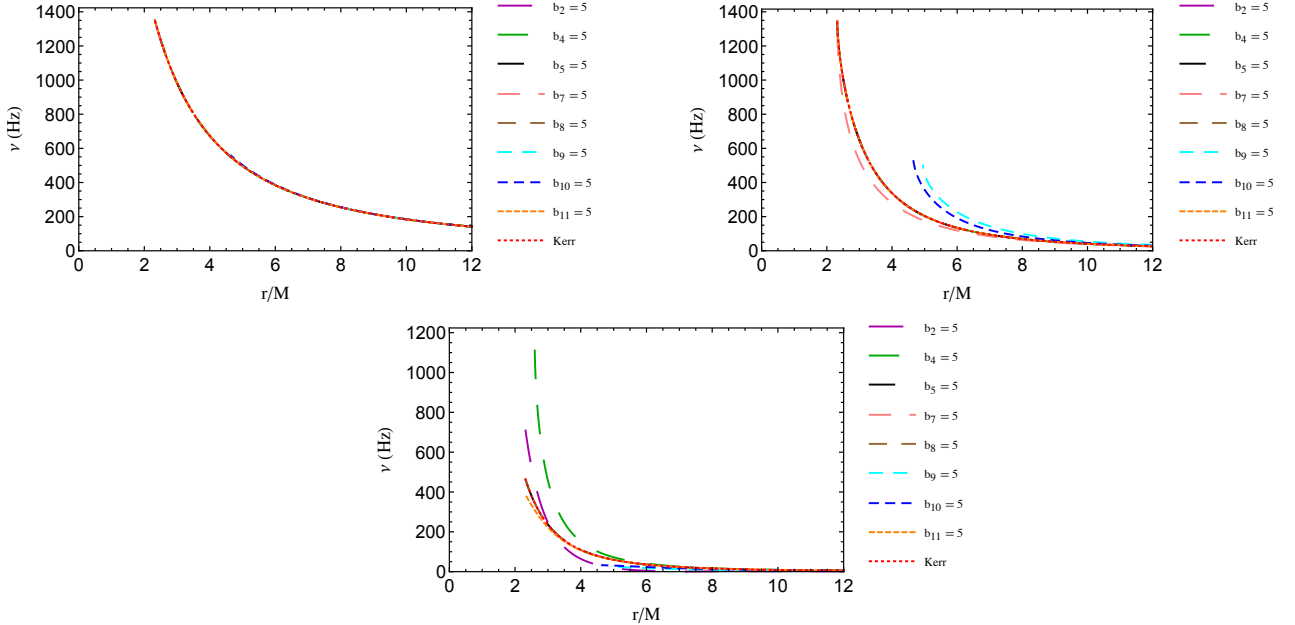 1400
1200
1000
800
600
400
200
0
ν (Hz)
0 2 4 6 8 10 12
r/M
b2 = 5
b4 = 5
b5 = 5
b7 = 5
b8 = 5
b9 = 5
b10 = 5
b11 = 5
Kerr
1400
1200
1000
800
600
400
200
0
ν (Hz)
0 2 4 6 8 10 12
r/M
b2 = 5
b4 = 5
b5 = 5
b7 = 5
b8 = 5
b9 = 5
b10 = 5
b11 = 5
Kerr
1200
1000
800
600
400
200
0
ν (Hz)
0 2 4 6 8 10 12
r/M
b2 = 5
b4 = 5
b5 = 5
b7 = 5
b8 = 5
b9 = 5
b10 = 5
b11 = 5
Kerr